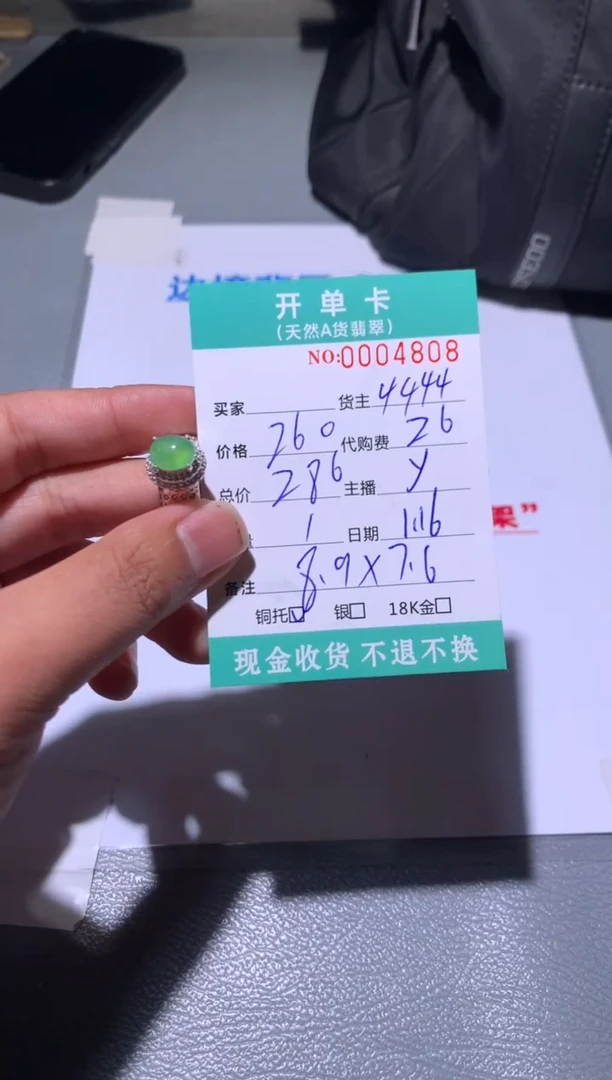 开单卡
(天然A货翡翠)
NO:0004808
买家 货主 4444
价格 260 代购费 26
总价 286 主播 y
1 日期 1.16
备注 8.9X7.6
铜托☑ 银□ 18K金□
现金收货 不退不换